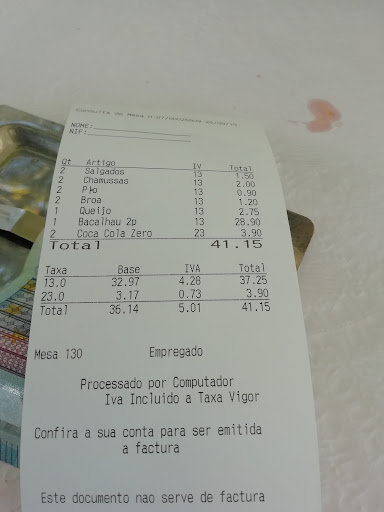 Consulta de Mesa n.
NOME:
NIF:
Qt Artigo IV Total
2 Salgados 13 1.50
2 Chamussas 13 2.00
2 Pão 13 0.90
2 Broa 13 1.20
1 Queijo 13 2.75
1 Bacalhau 2p 13 28.90
2 Coca Cola Zero 23 3.90
Total 41.15
Taxa Base IVA Total
13.0 32.97 4.28 37.25
23.0 3.17 0.73 3.90
Total 36.14 5.01 41.15
Mesa 130 Empregado
Processado por Computador
Iva Incluido a Taxa Vigor
Confira a sua conta para ser emitida
a factura
Este documento nao serve de factura